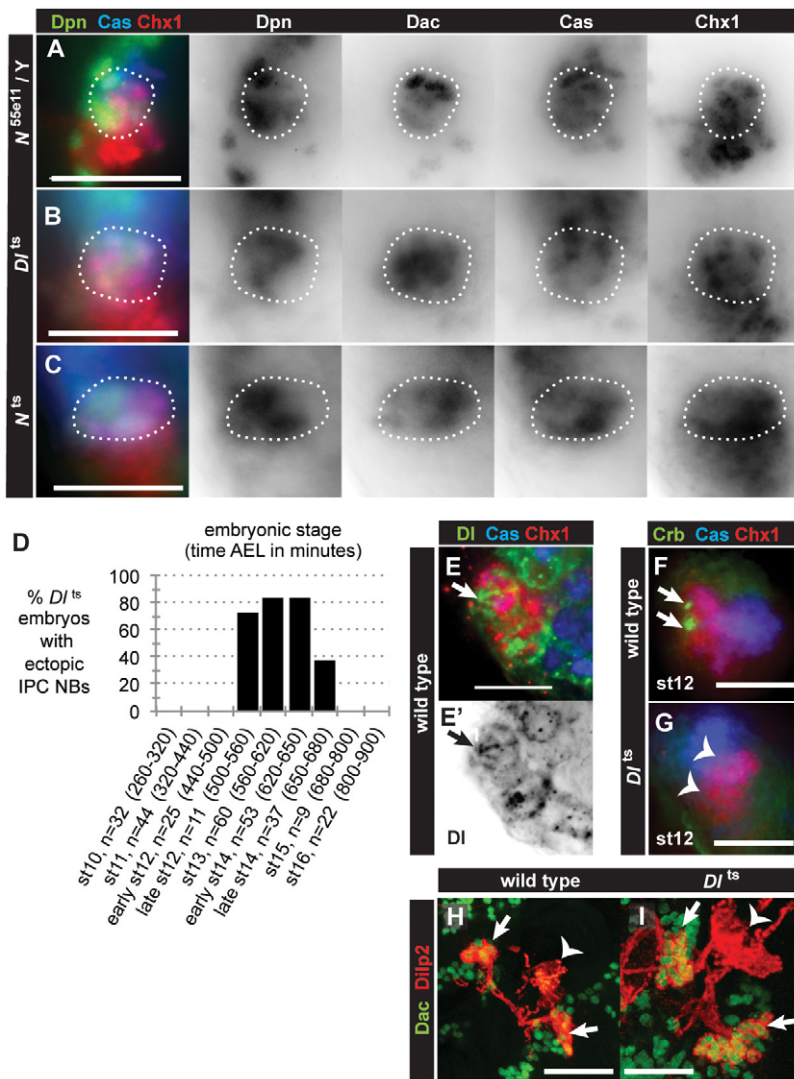 Dpn Cas Chx1
Dpn
Dac
Cas
Chx1
A
N 55e11 / Y
B
Dl ts
C
N ts
D
embryonic stage
(time AEL in minutes)
% Dl ts
embryos
with
ectopic
IPC NBs
100
80
60
40
20
0
st10, n=32 (260-320)
st11, n=44 (320-440)
early st12, n=25 (440-500)
late st12, n=11 (500-560)
st13, n=60 (560-620)
early st14, n=53 (620-650)
late st14, n=37 (650-680)
st15, n=9 (680-800)
st16, n=22 (800-900)
Dl Cas Chx1
wild type
E
E'
Dl
Crb Cas Chx1
wild type
F
st12
Dl ts
G
st12
wild type
Dl ts
Dac Dilp2
H
I